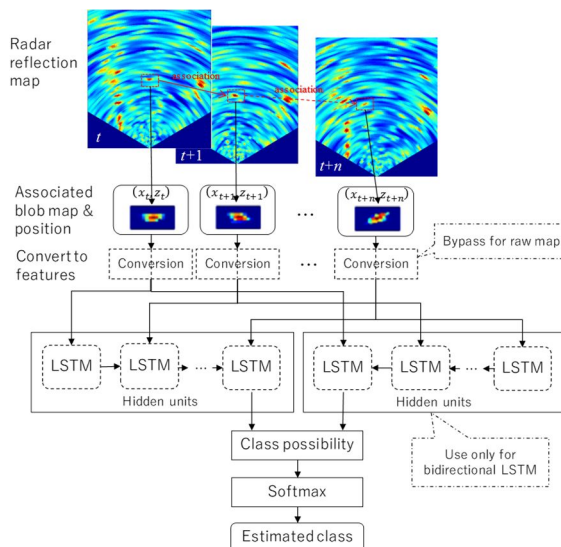 Radar
reflection
map
association
association
t
t+1
t+n
Associated
blob map &
position
(x_t, z_t)
(x_{t+1}, z_{t+1})
...
(x_{t+n}, z_{t+n})
Convert to
features
Conversion
Conversion
...
Conversion
Bypass for raw map
LSTM
LSTM
...
LSTM
Hidden units
LSTM
LSTM
...
LSTM
Hidden units
Class possibility
Use only for
bidirectional LSTM
Softmax
Estimated class